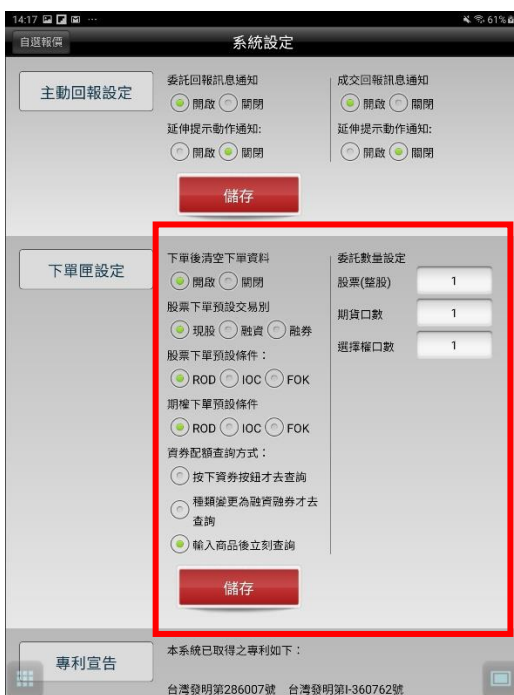 14:17 ... 61%
自選報價 系統設定
主動回報設定
委託回報訊息通知
開啟 關閉
延伸提示動作通知:
開啟 關閉
成交回報訊息通知
開啟 關閉
延伸提示動作通知:
開啟 關閉
儲存
下單匣設定
下單後清空下單資料
開啟 關閉
股票下單預設交易別
現股 融資 融券
股票下單預設條件：
ROD IOC FOK
期權下單預設條件
ROD IOC FOK
資券配額查詢方式：
按下資券按鈕才去查詢
種類變更為融資融券才去
查詢
輸入商品後立刻查詢
委託數量設定
股票(整股) 1
期貨口數 1
選擇權口數 1
儲存
專利宣告
本系統已取得之專利如下：
台灣發明第286007號 台灣發明第I-360762號